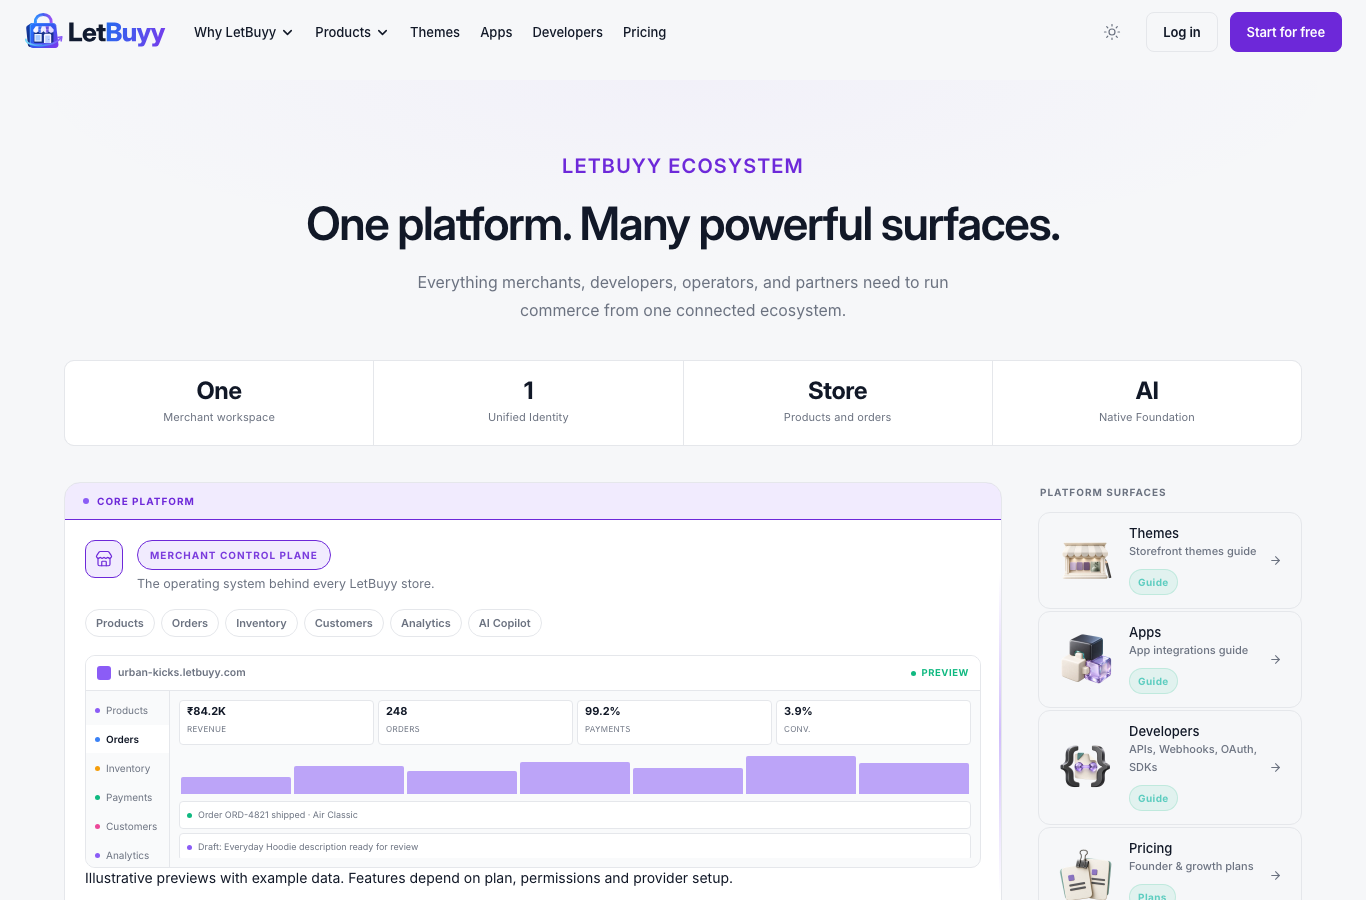 LetBuyy
Why LetBuyy
Products
Themes
Apps
Developers
Pricing
Log in
Start for free
LETBUYY ECOSYSTEM
One platform. Many powerful surfaces.
Everything merchants, developers, operators, and partners need to run
commerce from one connected ecosystem.
One
Merchant workspace
1
Unified Identity
Store
Products and orders
AI
Native Foundation
CORE PLATFORM
MERCHANT CONTROL PLANE
The operating system behind every LetBuyy store.
Products
Orders
Inventory
Customers
Analytics
AI Copilot
urban-kicks.letbuyy.com
PREVIEW
Products
Orders
Inventory
Payments
Customers
Analytics
₹84.2K
REVENUE
248
ORDERS
99.2%
PAYMENTS
3.9%
CONV.
Order ORD-4821 shipped · Air Classic
Draft: Everyday Hoodie description ready for review
Illustrative previews with example data. Features depend on plan, permissions and provider setup.
PLATFORM SURFACES
Themes
Storefront themes guide
Guide
Apps
App integrations guide
Guide
Developers
APIs, Webhooks, OAuth,
SDKs
Guide
Pricing
Founder & growth plans
Plans